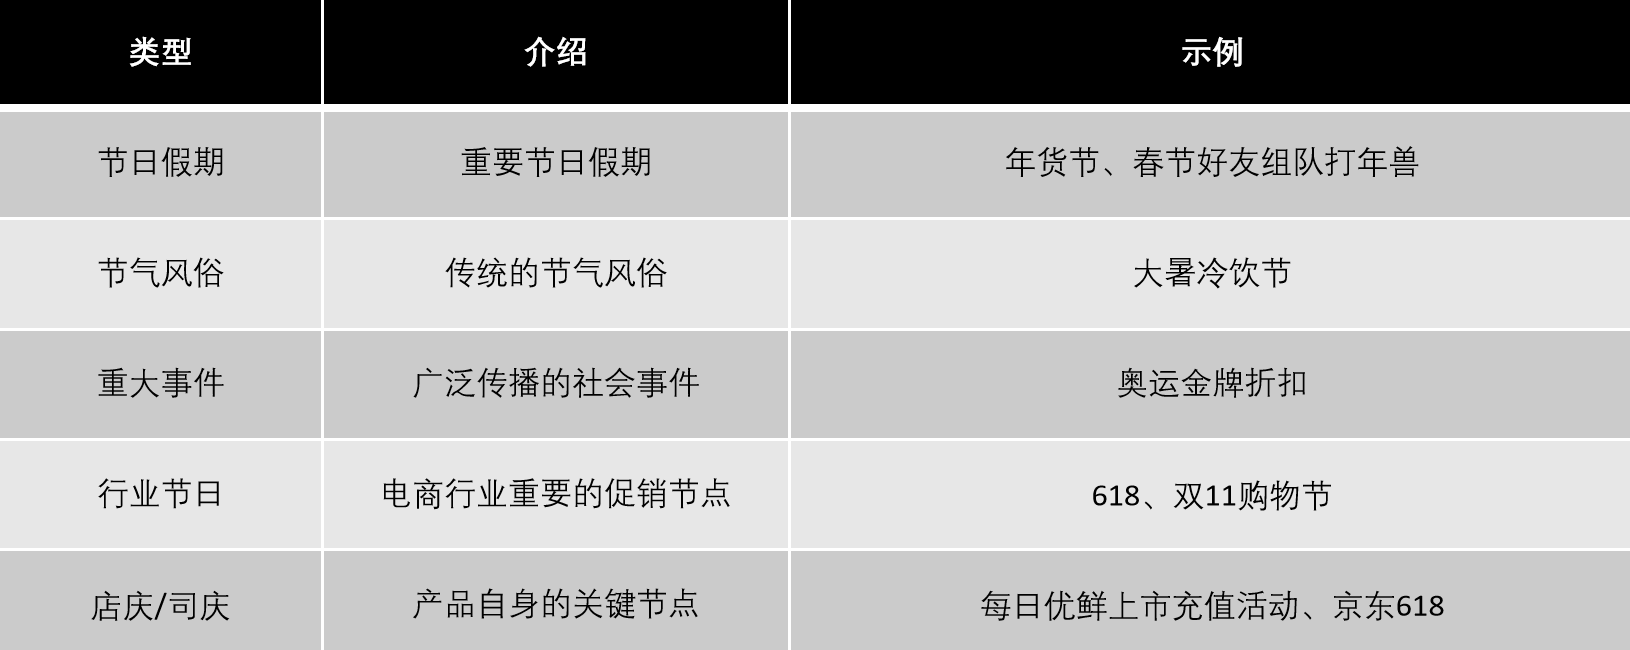 类型 介绍 示例
节日假期 重要节日假期 年货节、春节好友组队打年兽
节气风俗 传统的节气风俗 大暑冷饮节
重大事件 广泛传播的社会事件 奥运金牌折扣
行业节日 电商行业重要的促销节点 618、双11购物节
店庆/司庆 产品自身的关键节点 每日优鲜上市充值活动、京东618